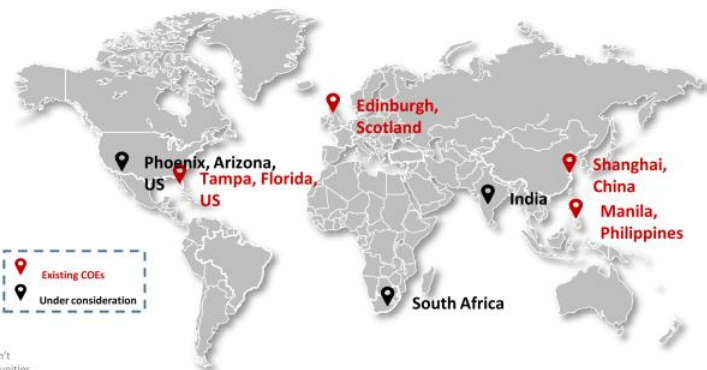 Edinburgh,
Scotland
Phoenix, Arizona,
US
Tampa, Florida,
US
Shanghai,
China
India
Manila,
Philippines
South Africa
Existing COEs
Under consideration
n't
unities